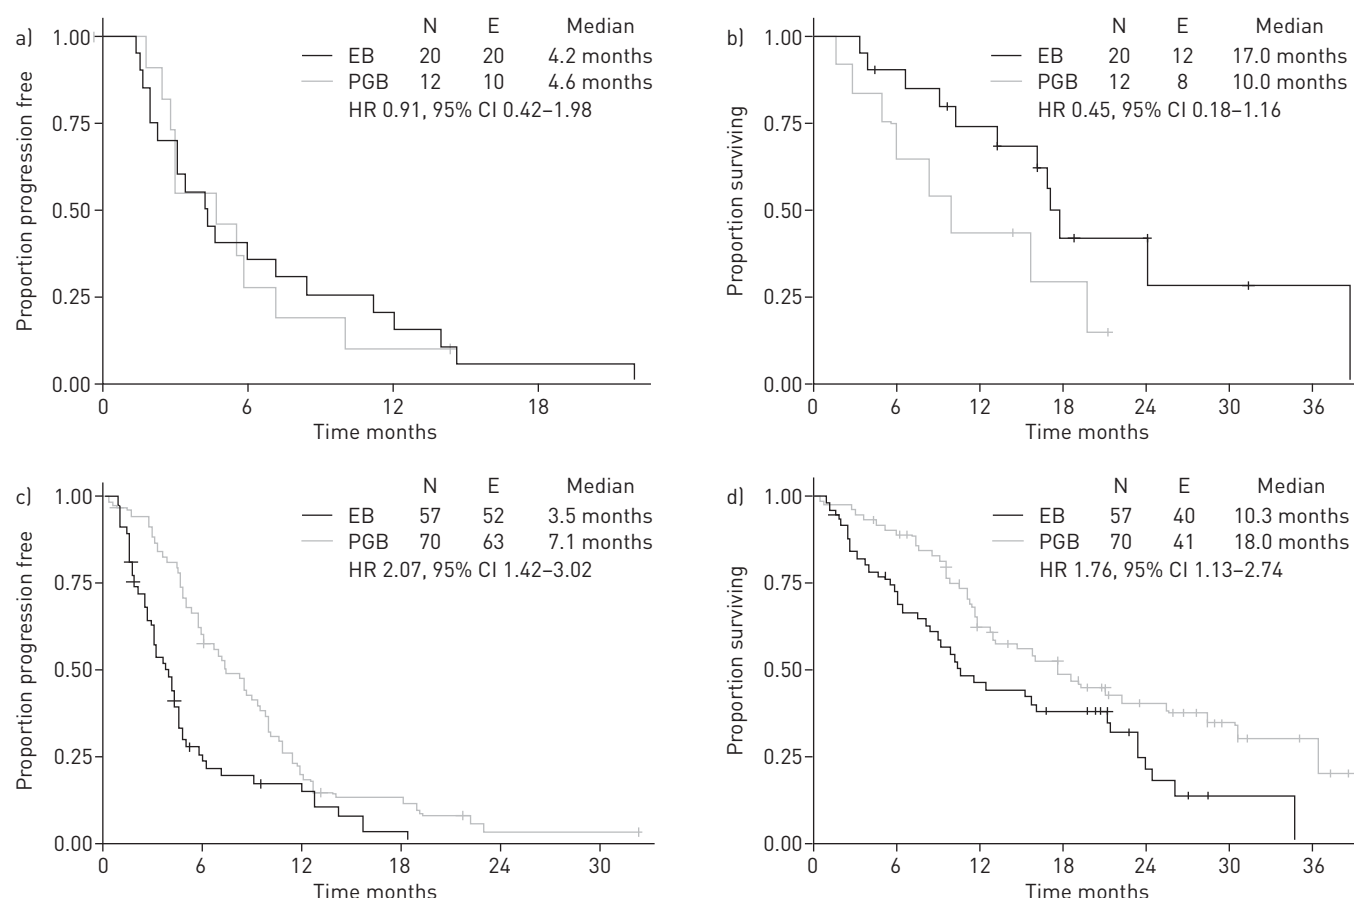 a)
N E Median
EB 20 20 4.2 months
PGB 12 10 4.6 months
HR 0.91, 95% CI 0.42–1.98
Proportion progression free
1.00
0.75
0.50
0.25
0.00
0 6 12 18
Time months
b)
N E Median
EB 20 12 17.0 months
PGB 12 8 10.0 months
HR 0.45, 95% CI 0.18–1.16
Proportion surviving
1.00
0.75
0.50
0.25
0.00
0 6 12 18 24 30 36
Time months
c)
N E Median
EB 57 52 3.5 months
PGB 70 63 7.1 months
HR 2.07, 95% CI 1.42–3.02
Proportion progression free
1.00
0.75
0.50
0.25
0.00
0 6 12 18 24 30
Time months
d)
N E Median
EB 57 40 10.3 months
PGB 70 41 18.0 months
HR 1.76, 95% CI 1.13–2.74
Proportion surviving
1.00
0.75
0.50
0.25
0.00
0 6 12 18 24 30 36
Time months